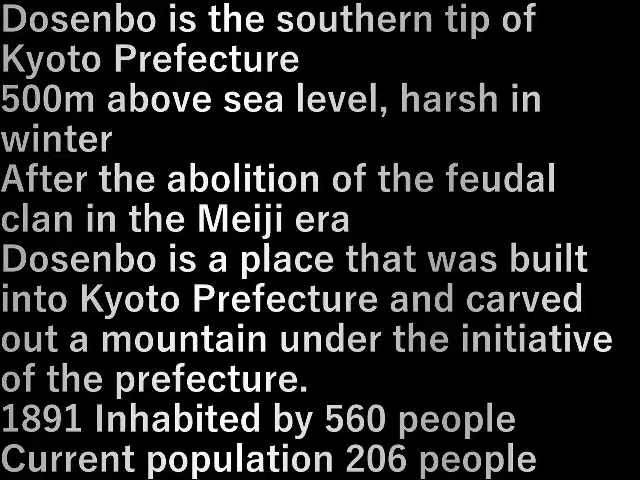 Dosenbo is the southern tip of
Kyoto Prefecture
500m above sea level, harsh in
winter
After the abolition of the feudal
clan in the Meiji era
Dosenbo is a place that was built
into Kyoto Prefecture and carved
out a mountain under the initiative
of the prefecture.
1891 Inhabited by 560 people
Current population 206 people